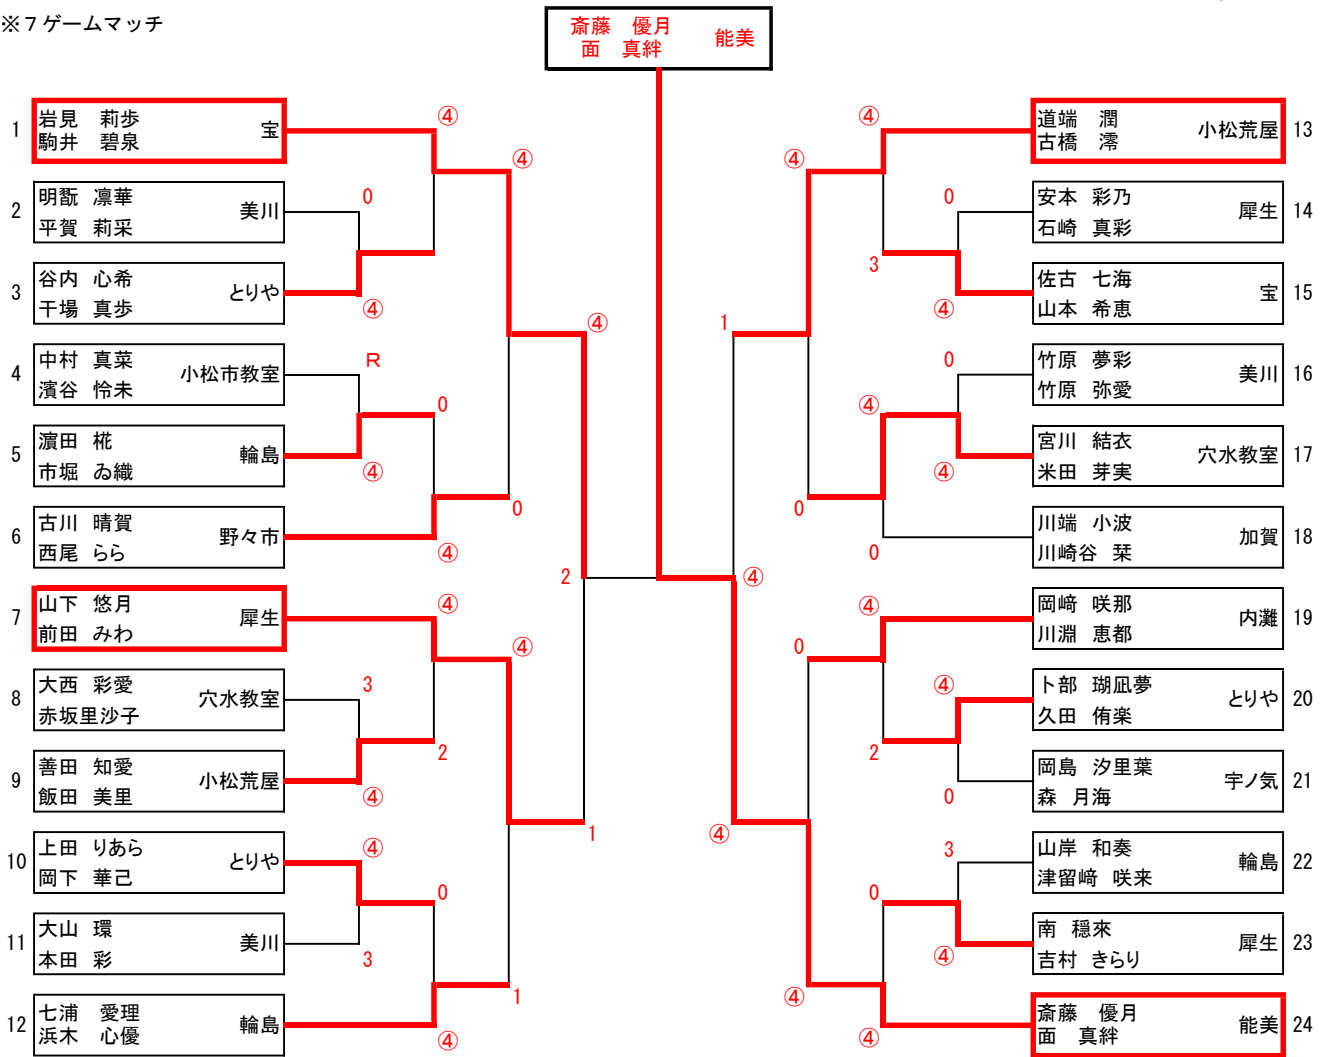 ※７ゲームマッチ
斎藤　優月
面　真絆
能美
1
岩見　莉歩
駒井　碧泉
宝
2
明翫 凛華
平賀 莉采
美川
3
谷内 心希
干場 真歩
とりや
4
中村 真菜
濱谷 怜未
小松市教室
5
濵田 椛
市堀 ゐ織
輪島
6
古川 晴賀
西尾 らら
野々市
7
山下 悠月
前田 みわ
犀生
8
大西 彩愛
赤坂里沙子
穴水教室
9
善田 知愛
飯田 美里
小松荒屋
10
上田 りあら
岡下 華己
とりや
11
大山 環
本田 彩
美川
12
七浦　愛理
浜木　心優
輪島
④
0
④
R
④
0
④
④
3
④
2
④
3
0
④
④
0
④
1
④
1
2
④
1
④
④
0
0
④
④
3
0
④
④
0
④
2
0
④
0
④
④
0
3
④
道端　潤
古橋　澪
小松荒屋
13
安本 彩乃
石崎 真彩
犀生
14
佐古 七海
山本 希恵
宝
15
竹原 夢彩
竹原 弥愛
美川
16
宮川 結衣
米田 芽実
穴水教室
17
川端 小波
川崎谷 栞
加賀
18
岡﨑 咲那
川淵 恵都
内灘
19
卜部 瑚凪夢
久田 侑楽
とりや
20
岡島 汐里葉
森 月海
宇ノ気
21
山岸 和奏
津留﨑 咲来
輪島
22
南 穏來
吉村 きらり
犀生
23
斎藤　優月
面　真絆
能美
24